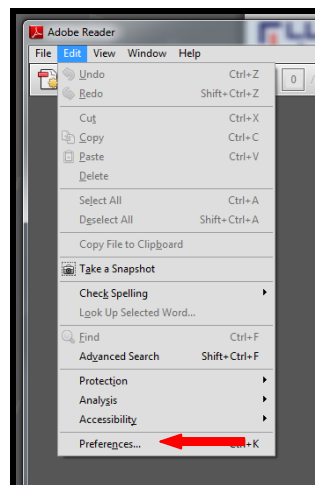 Adobe Reader
File Edit View Window Help
0 /
Undo Ctrl+Z
Redo Shift+Ctrl+Z
Cut Ctrl+X
Copy Ctrl+C
Paste Ctrl+V
Delete
Select All Ctrl+A
Deselect All Shift+Ctrl+A
Copy File to Clipboard
Take a Snapshot
Check Spelling
Look Up Selected Word...
Find Ctrl+F
Advanced Search Shift+Ctrl+F
Protection
Analysis
Accessibility
Preferences... Ctrl+K